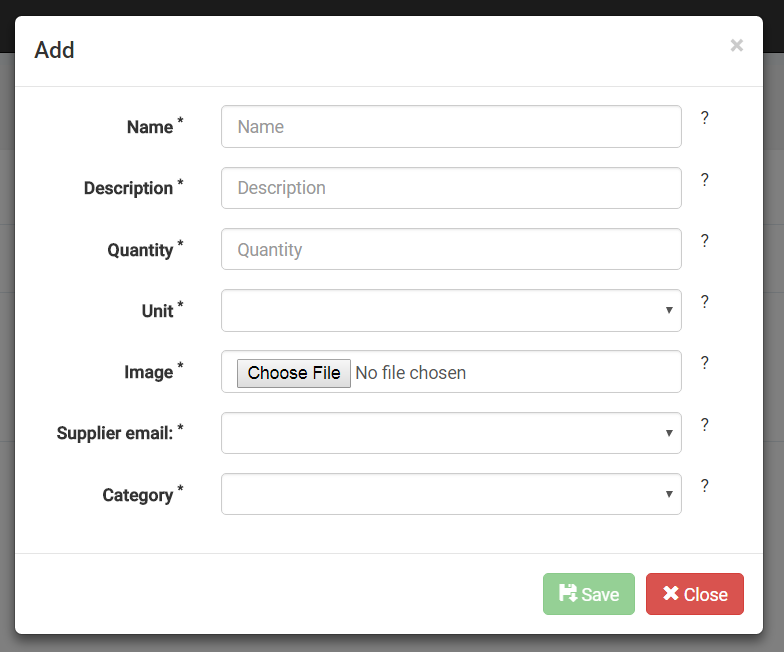 Add ×
Name * Name ?
Description * Description ?
Quantity * Quantity ?
Unit * ?
Image * Choose File No file chosen ?
Supplier email: * ?
Category * ?
Save Close